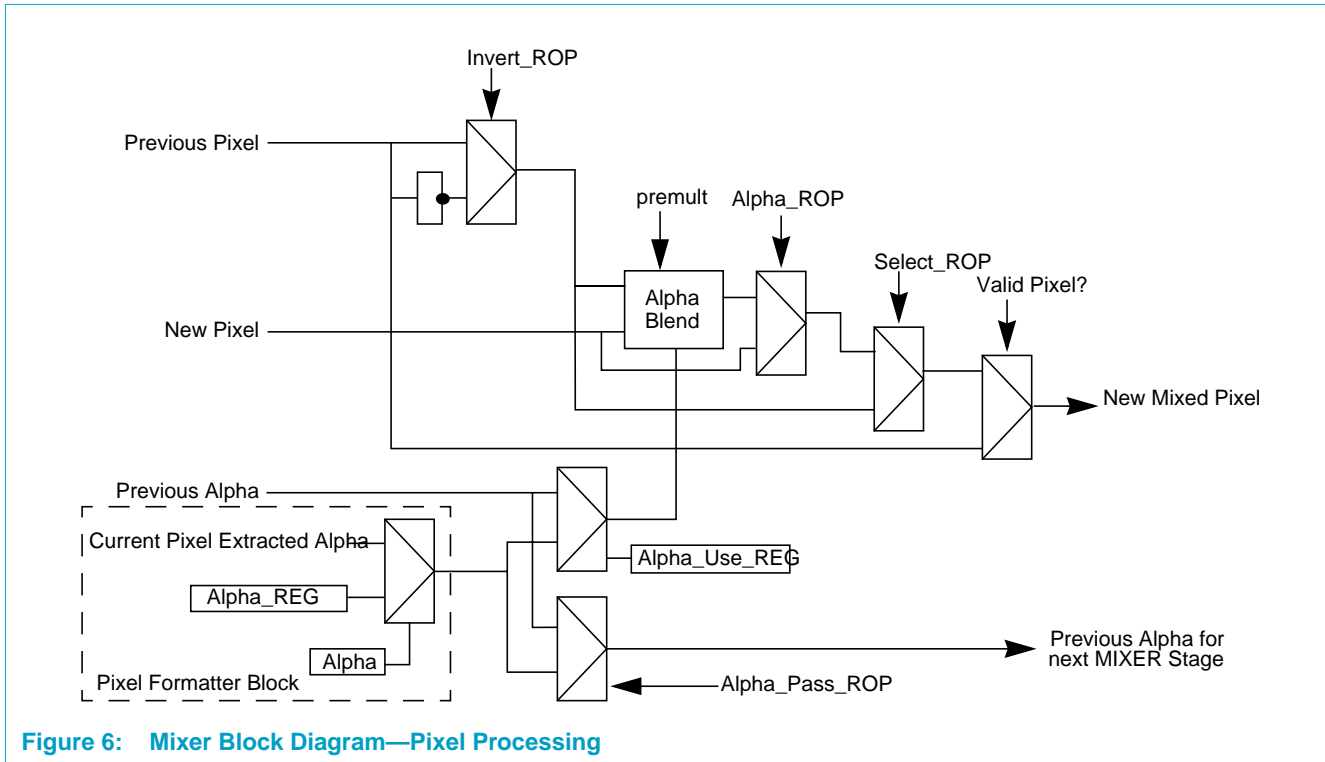 Invert_ROP
Previous Pixel
premult
Alpha_ROP
Select_ROP
Valid Pixel?
New Pixel
Alpha
Blend
New Mixed Pixel
Previous Alpha
Current Pixel Extracted Alpha
Alpha_Use_REG
Alpha_REG
Alpha
Pixel Formatter Block
Previous Alpha for
next MIXER Stage
Alpha_Pass_ROP
Figure 6: Mixer Block Diagram—Pixel Processing